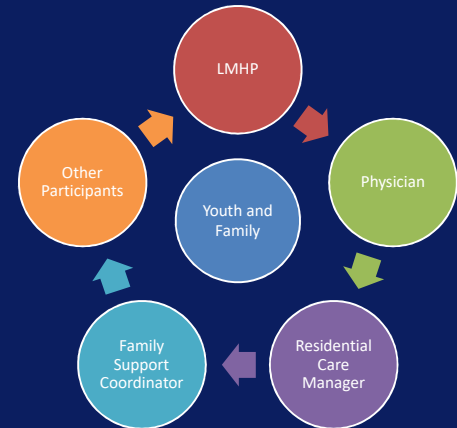 LMHP
Physician
Residential
Care
Manager
Family
Support
Coordinator
Other
Participants
Youth and
Family